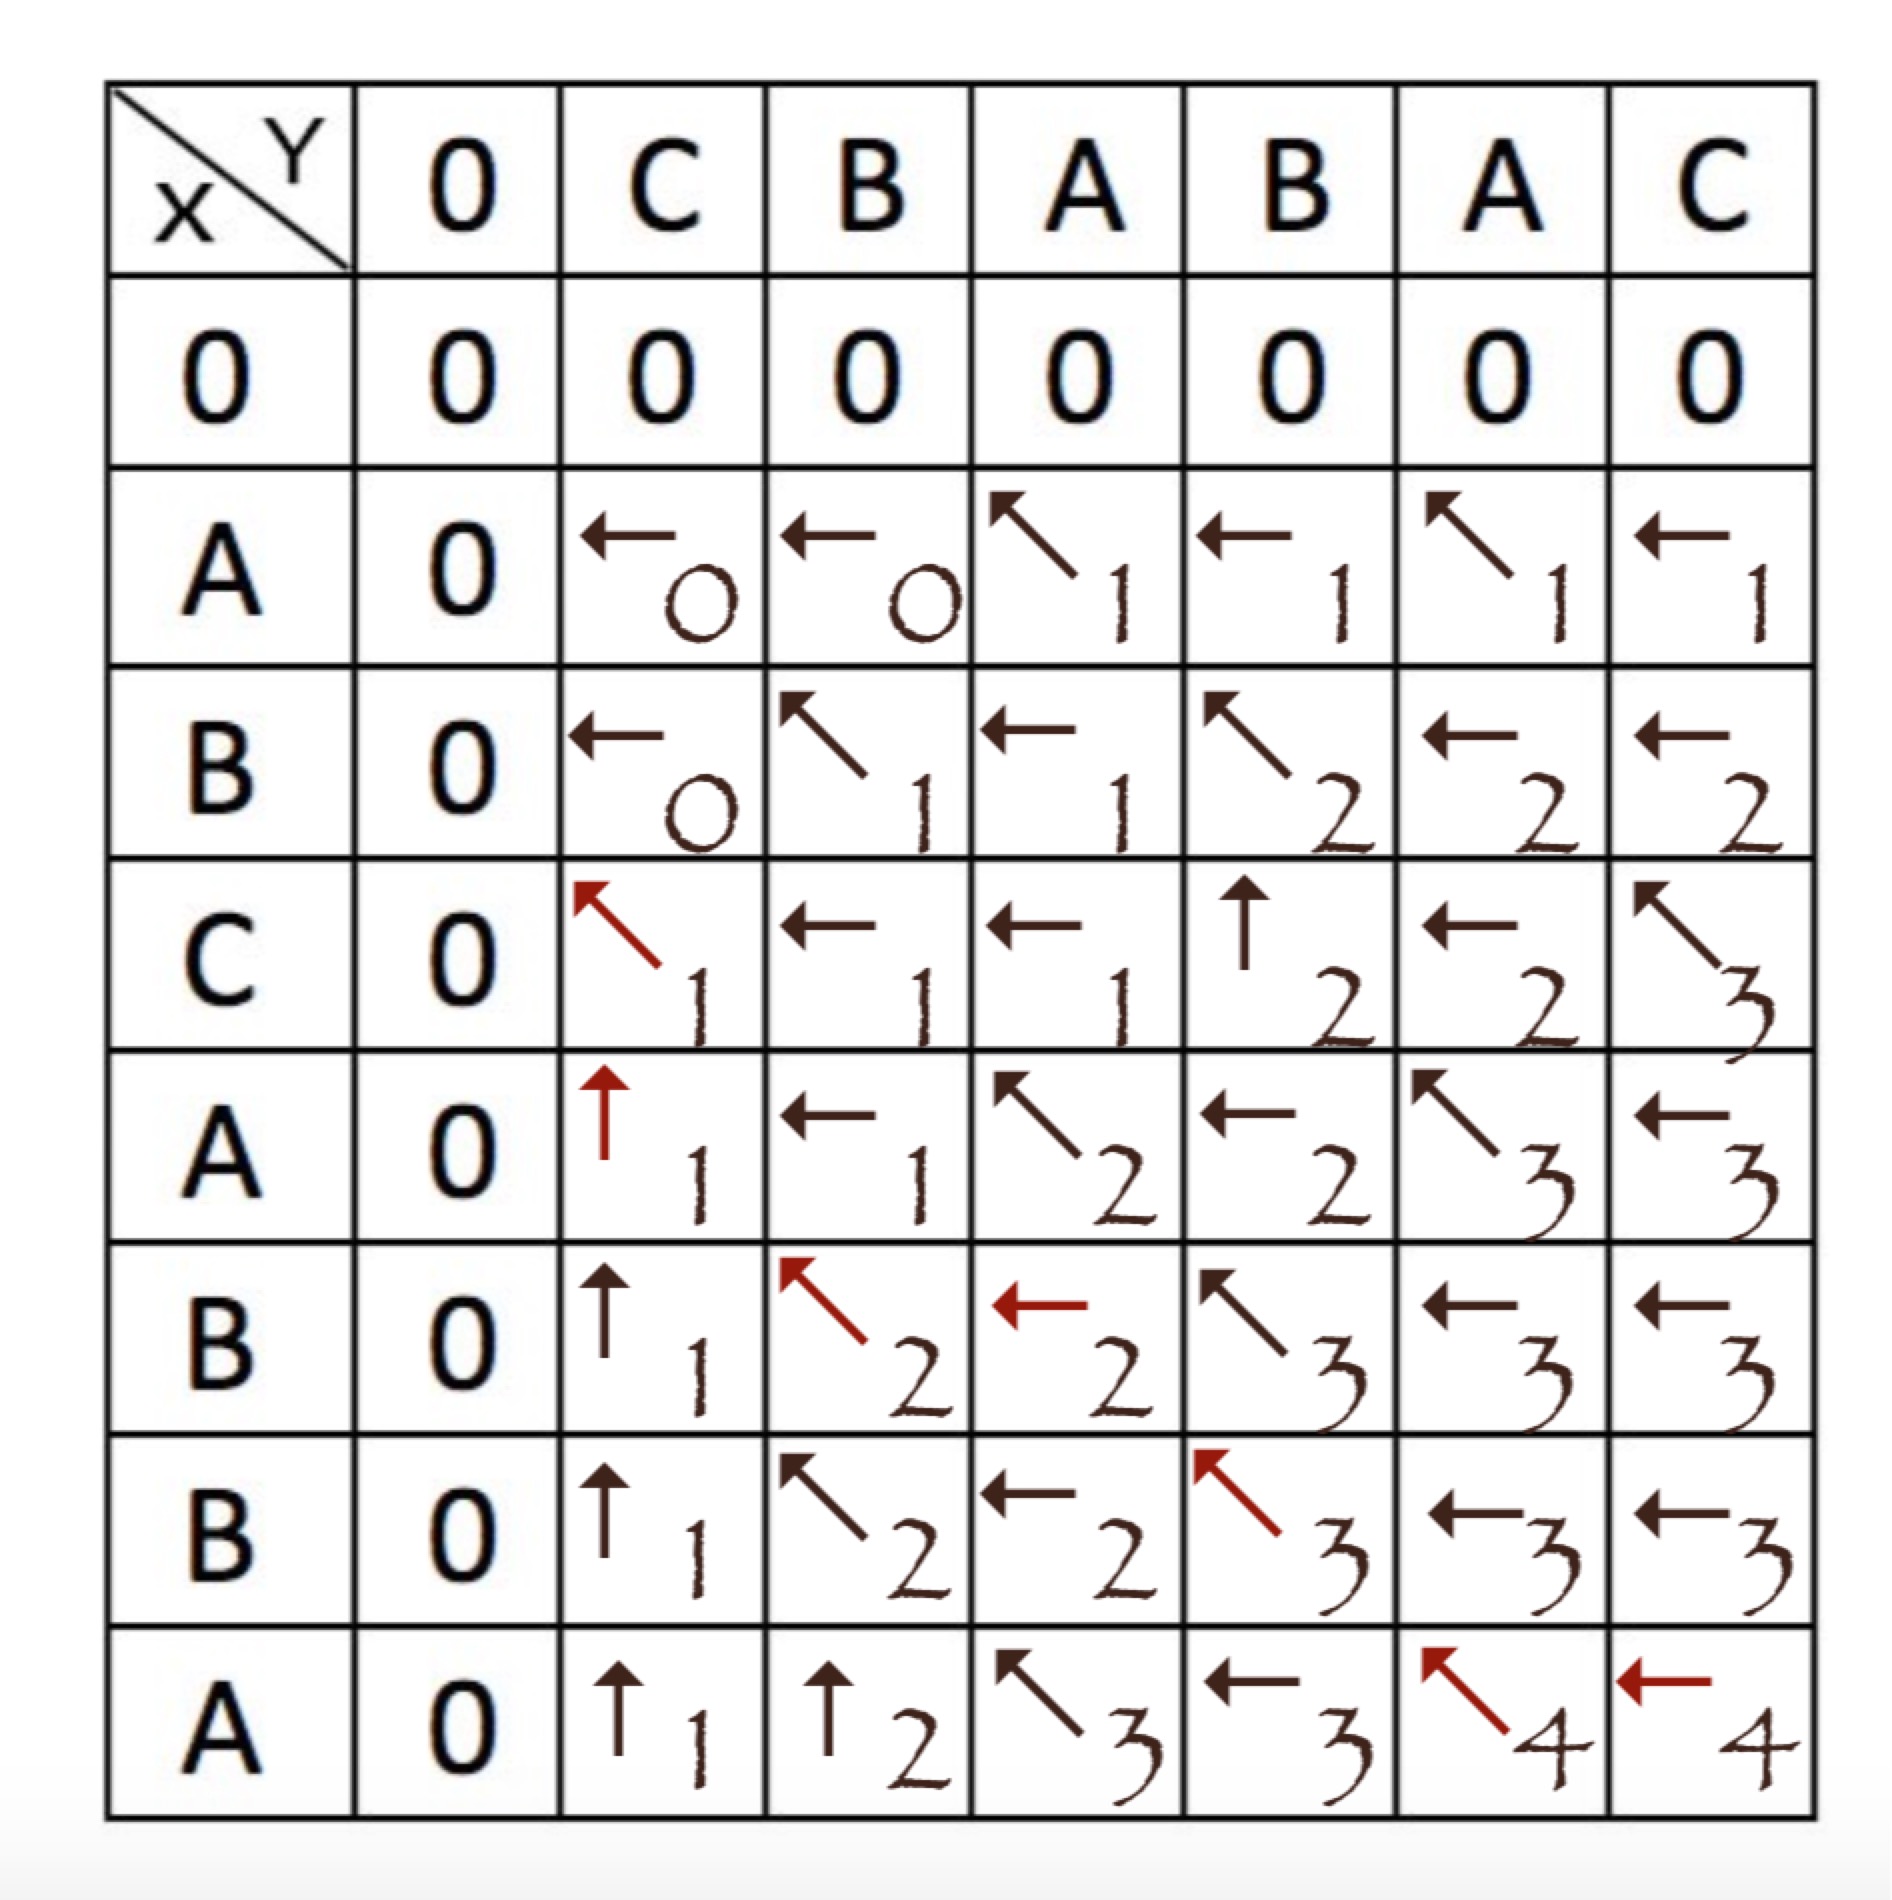 X Y 0 C B A B A C
0 0 0 0 0 0 0 0
A 0 ←0 ←0 ↖1 ←1 ↖1 ←1
B 0 ←0 ↖1 ←1 ↖2 ←2 ←2
C 0 ↖1 ←1 ←1 ↑2 ←2 ↖3
A 0 ↑1 ←1 ↖2 ←2 ↖3 ←3
B 0 ↑1 ↖2 ←2 ↖3 ←3 ←3
B 0 ↑1 ↖2 ←2 ↖3 ←3 ←3
A 0 ↑1 ↑2 ↖3 ←3 ↖4 ←4